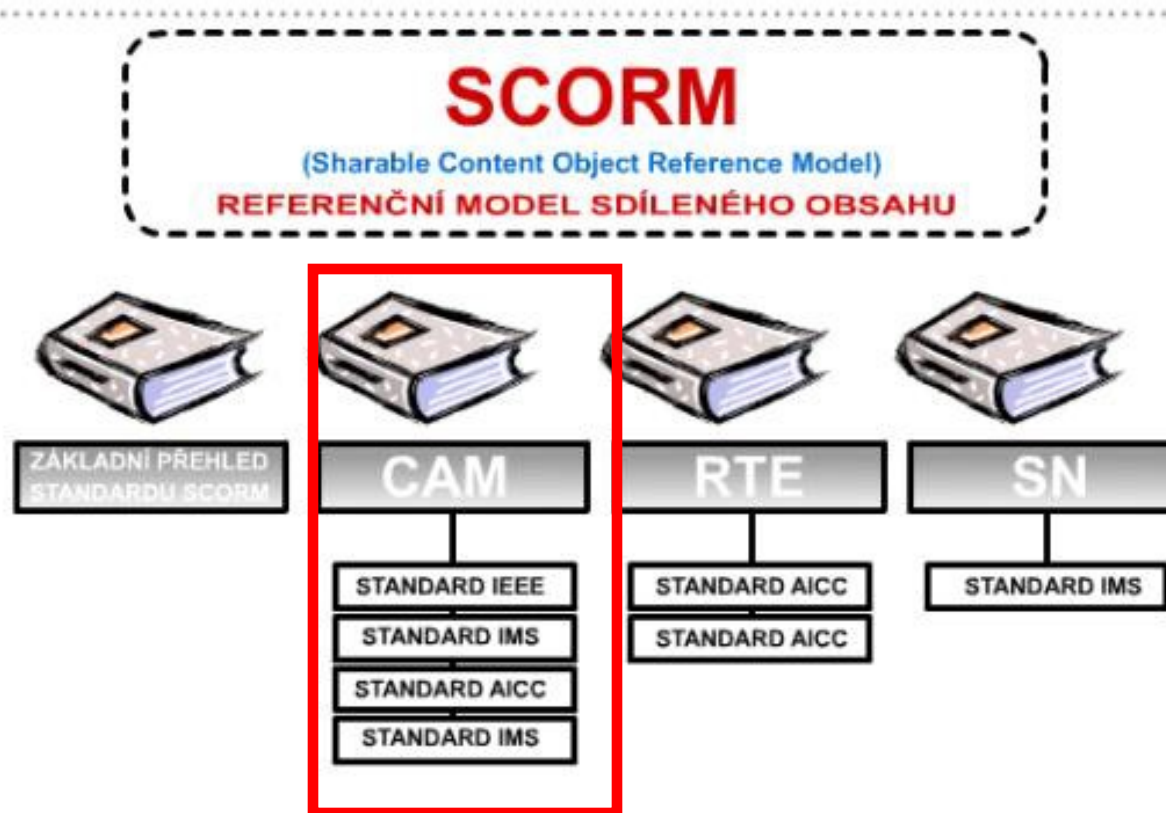 SCORM
(Sharable Content Object Reference Model)
REFERENČNÍ MODEL SDÍLENÉHO OBSAHU
ZÁKLADNÍ PŘEHLED
STANDARDU SCORM
CAM
STANDARD IEEE
STANDARD IMS
STANDARD AICC
STANDARD IMS
RTE
STANDARD AICC
STANDARD AICC
SN
STANDARD IMS